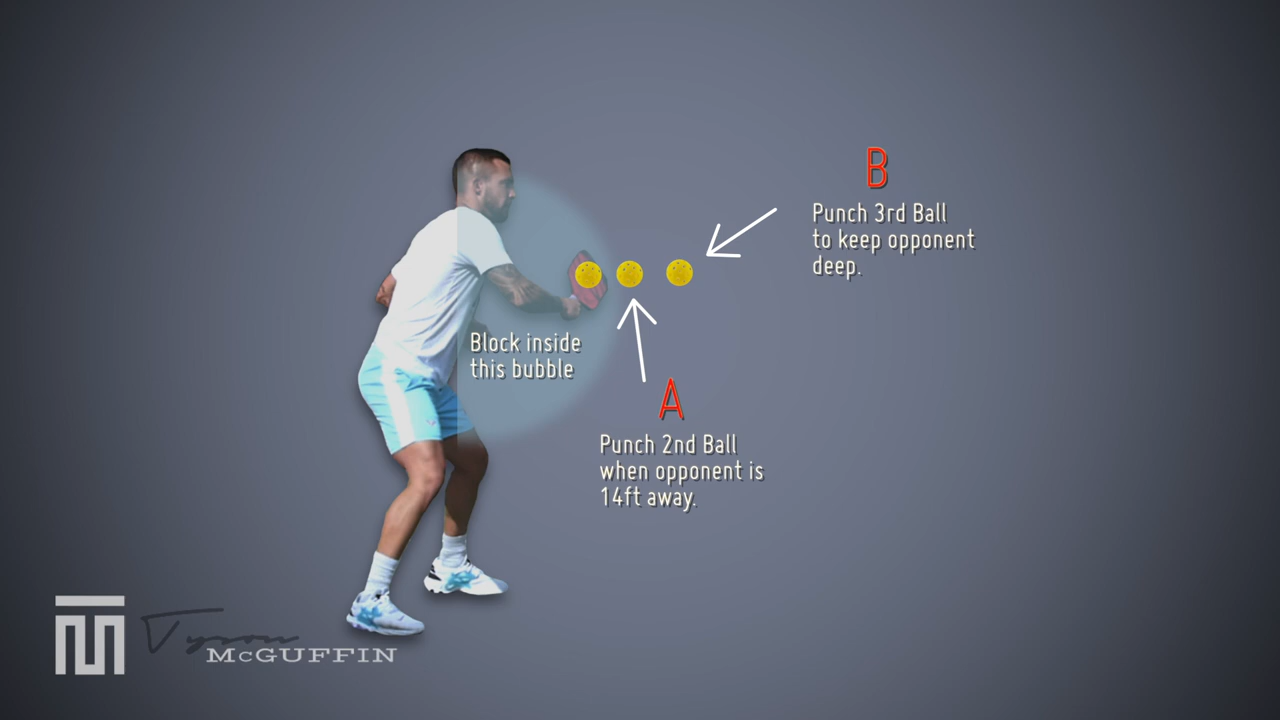 B
Punch 3rd Ball
to keep opponent
deep.
Block inside
this bubble
A
Punch 2nd Ball
when opponent is
14ft away.
Tyson
McGUFFIN